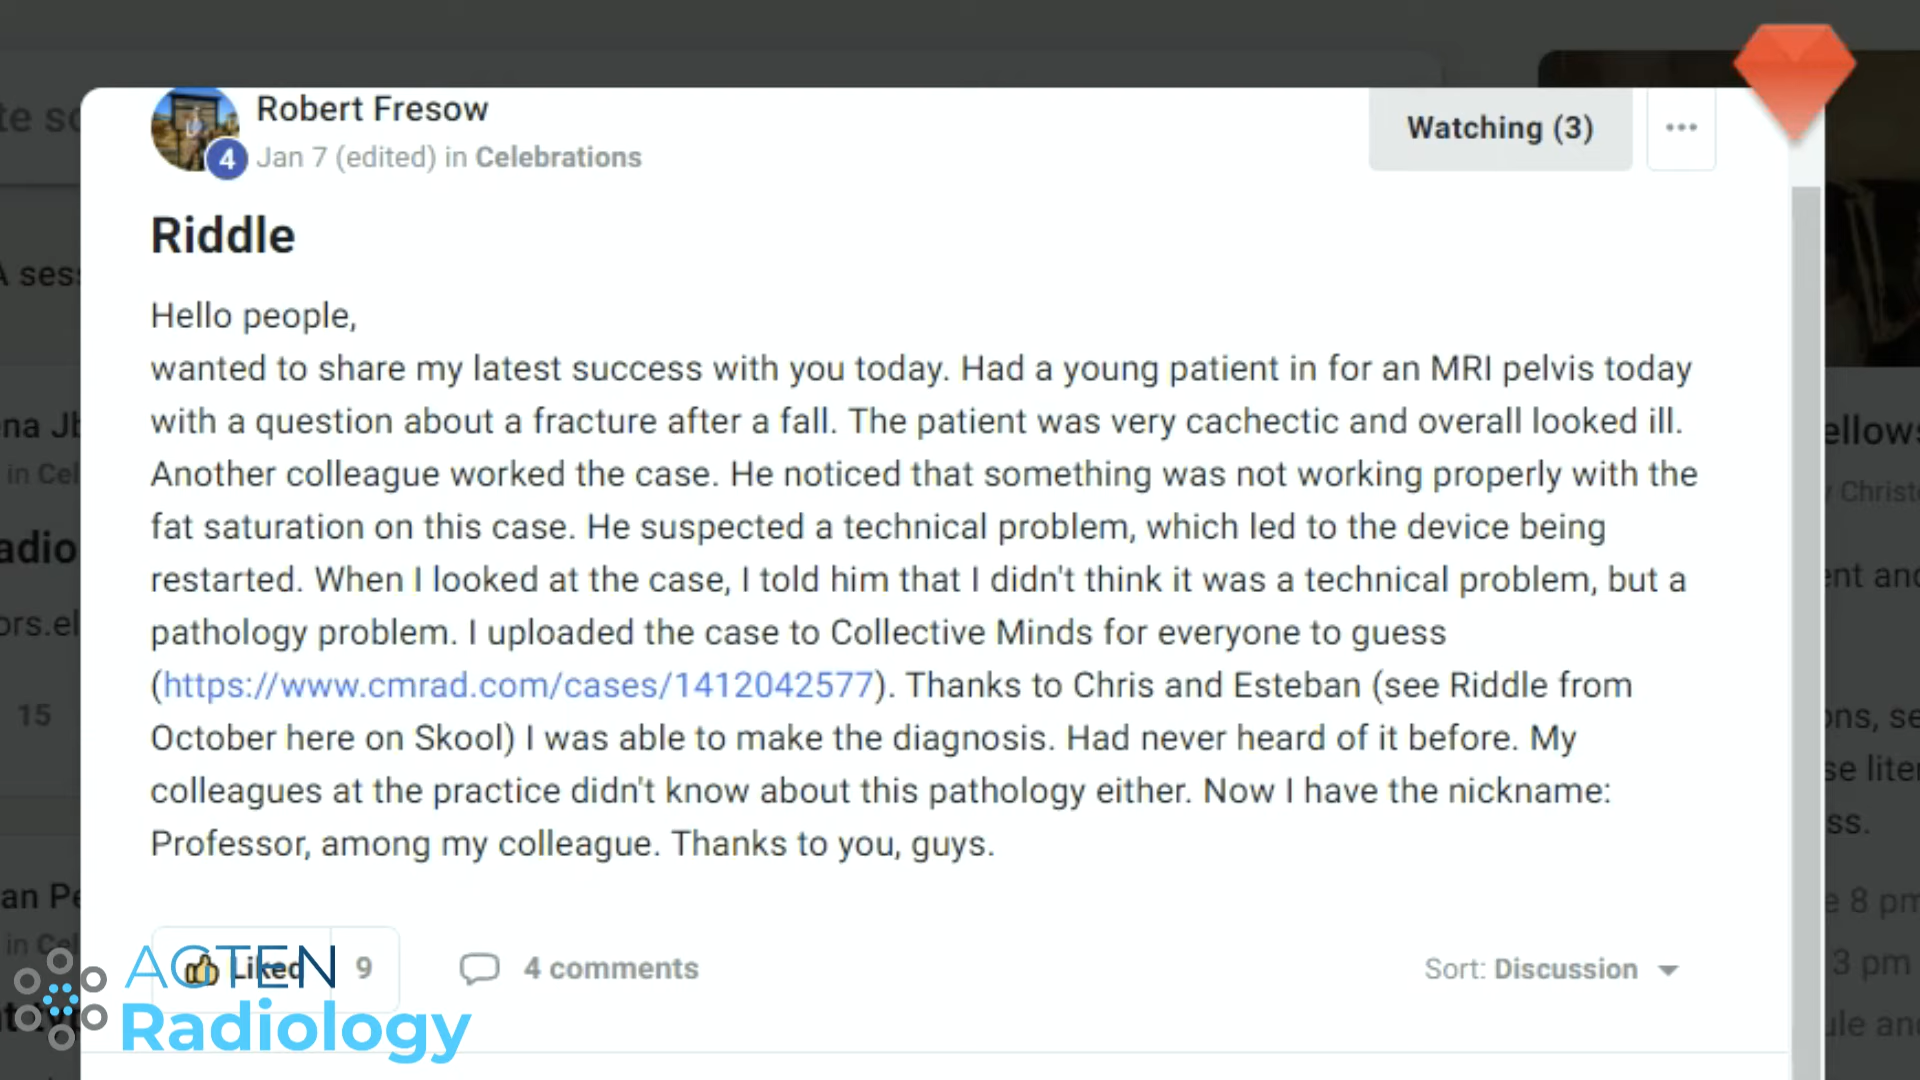 Robert Fresow
Watching (3)
4
Jan 7 (edited) in Celebrations
Riddle
Hello people,
wanted to share my latest success with you today. Had a young patient in for an MRI pelvis today
with a question about a fracture after a fall. The patient was very cachectic and overall looked ill.
Another colleague worked the case. He noticed that something was not working properly with the
fat saturation on this case. He suspected a technical problem, which led to the device being
restarted. When I looked at the case, I told him that I didn't think it was a technical problem, but a
pathology problem. I uploaded the case to Collective Minds for everyone to guess
(https://www.cmrad.com/cases/1412042577). Thanks to Chris and Esteban (see Riddle from
October here on Skool) I was able to make the diagnosis. Had never heard of it before. My
colleagues at the practice didn't know about this pathology either. Now I have the nickname:
Professor, among my colleague. Thanks to you, guys.
Liked 9
4 comments
Sort: Discussion
15
8 pm
3 pm
ACTEN
Radiology